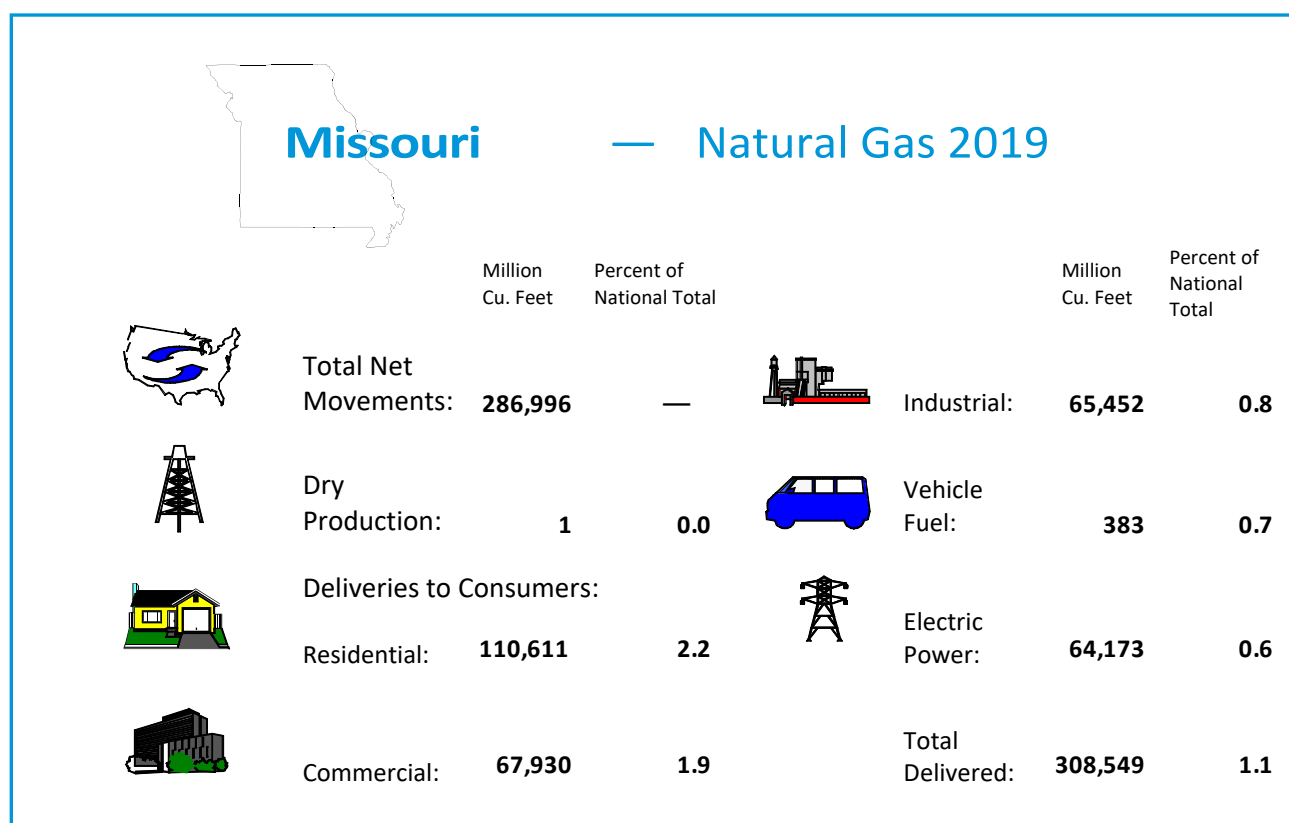 Missouri — Natural Gas 2019
Million
Cu. Feet
Percent of
National Total
Million
Cu. Feet
Percent of
National
Total
Total Net
Movements: 286,996 —
Industrial: 65,452 0.8
Dry
Production: 1 0.0
Vehicle
Fuel: 383 0.7
Deliveries to Consumers:
Residential: 110,611 2.2
Electric
Power: 64,173 0.6
Commercial: 67,930 1.9
Total
Delivered: 308,549 1.1